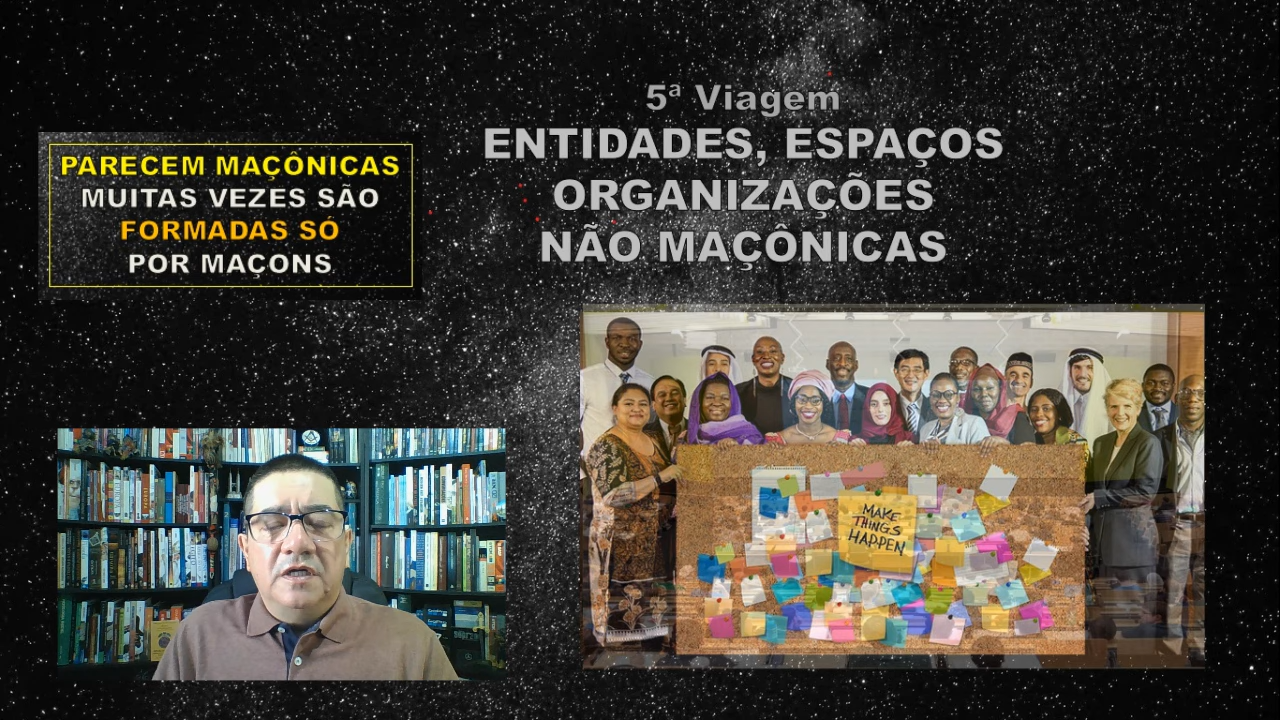 5ª Viagem
ENTIDADES, ESPAÇOS
ORGANIZAÇÕES
NÃO MAÇÔNICAS
PARECEM MAÇÔNICAS
MUITAS VEZES SÃO
FORMADAS SÓ
POR MAÇONS
MAKE
THINGS
HAPPEN